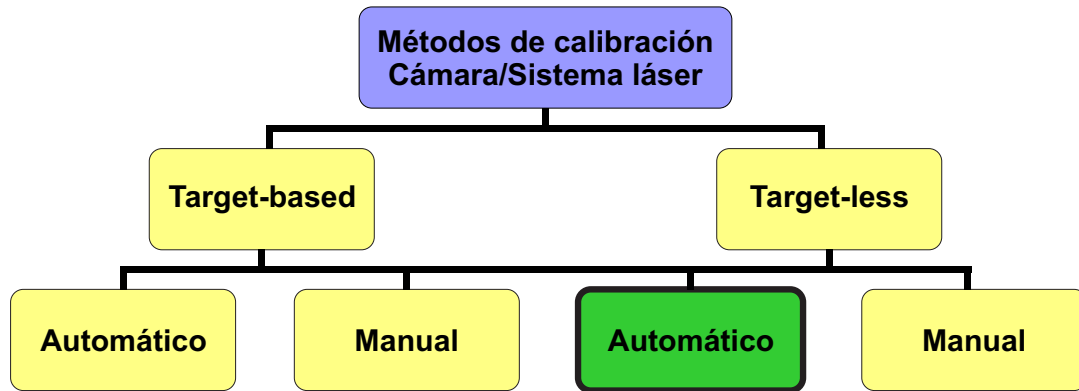 Métodos de calibración
Cámara/Sistema láser
Target-based
Target-less
Automático
Manual
Automático
Manual